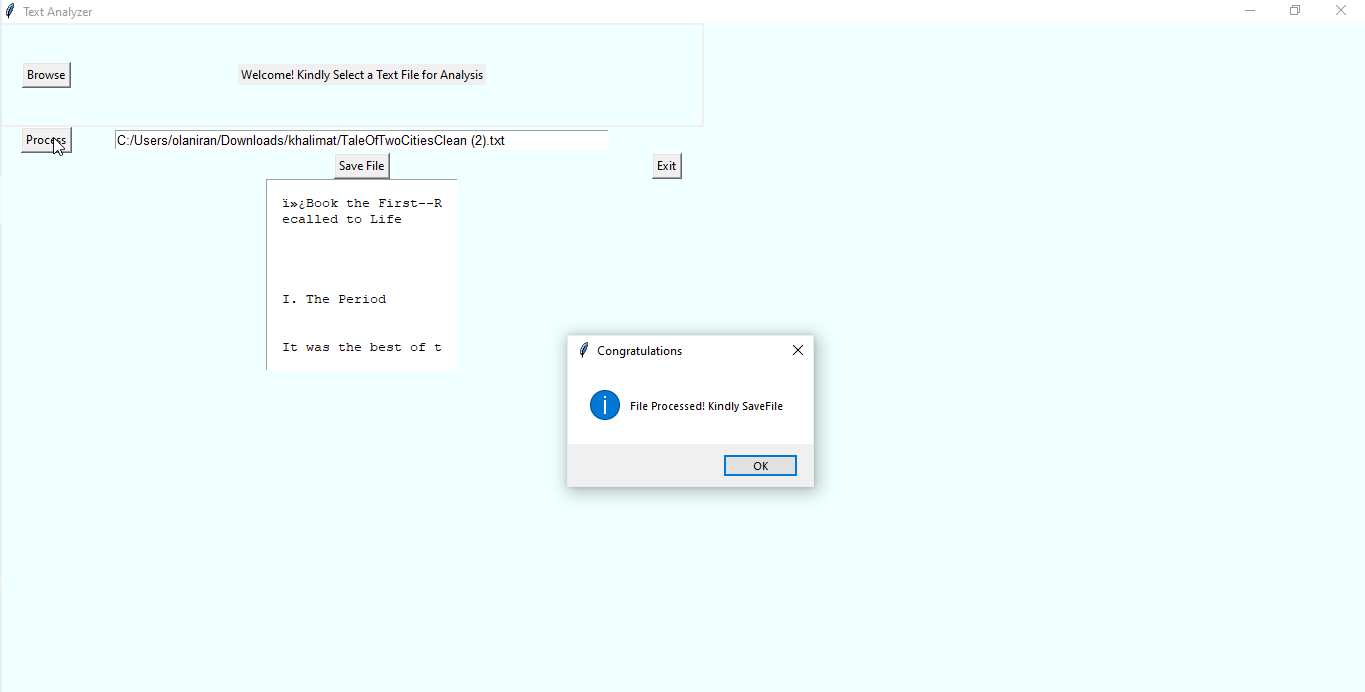 Text Analyzer
Browse
Welcome! Kindly Select a Text File for Analysis
Process
C:/Users/olaniran/Downloads/khalimat/TaleOfTwoCitiesClean (2).txt
Save File
Exit
ï»¿Book the First--R
ecalled to Life
I. The Period
It was the best of t
Congratulations
File Processed! Kindly SaveFile
OK